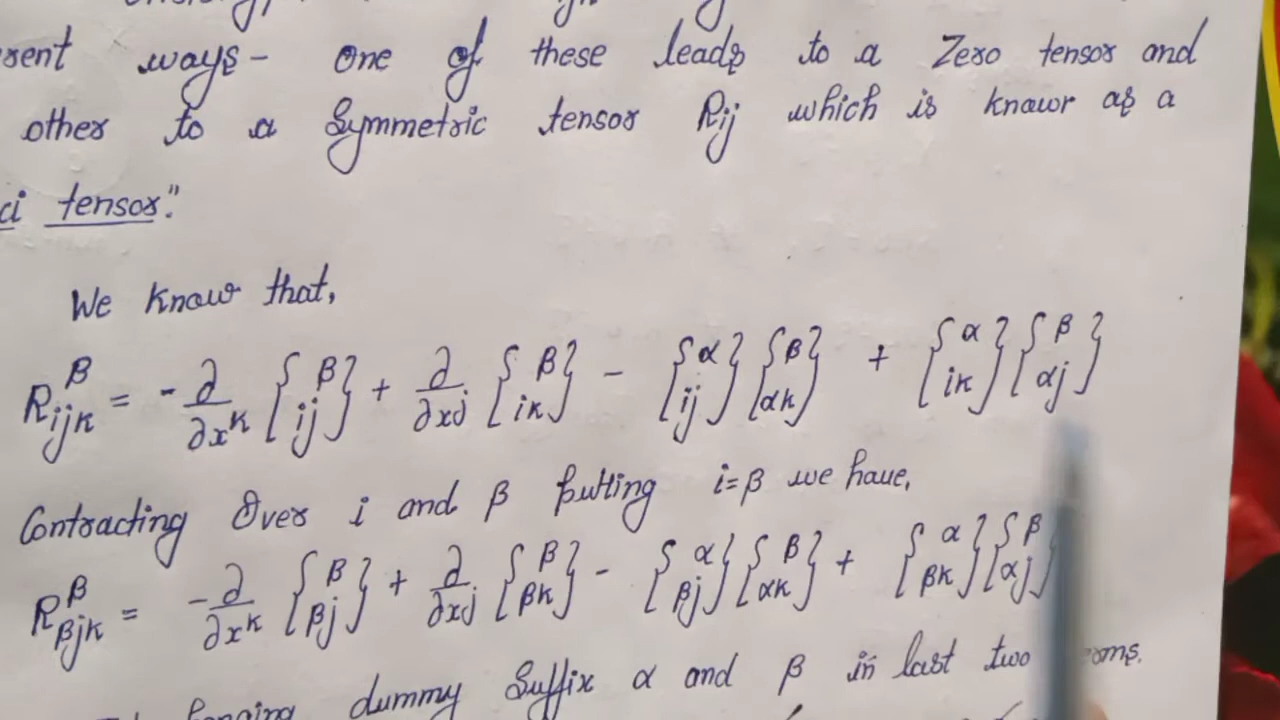 ways- one of these leads to a Zero tensor and
other to a Symmetric tensor Rij which is known as a
tensor."
We know that,
R^β_ijk = -∂/∂x^k {β ij} + ∂/∂xj {β ik} - {α ij}{β αk} + {α ik}{β αj}
Contracting Over i and β putting i=β we have,
R^β_βjk = -∂/∂x^k {β βj} + ∂/∂xj {β βk} - {α βj}{β αk} + {α βk}{β αj}
dummy Suffix α and β in last two